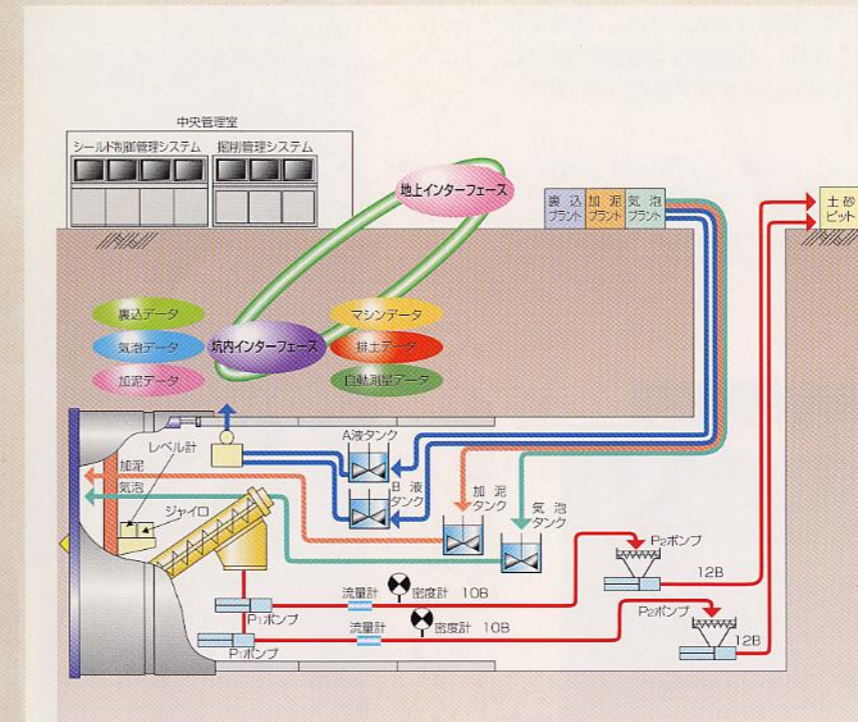 中央管理室
シールド制御管理システム
掘削管理システム
地上インターフェース
裏込
プラント
加泥
プラント
気泡
プラント
土砂
ピット
裏込データ
気泡データ
加泥データ
坑内インターフェース
マシンデータ
排土データ
自動測量データ
レベル計
加泥
気泡
ジャイロ
A液タンク
B液
タンク
加泥
タンク
気泡
タンク
P2ポンプ
12B
流量計
密度計 10B
P1ポンプ
P2ポンプ
12B
流量計
密度計 10B
P1ポンプ